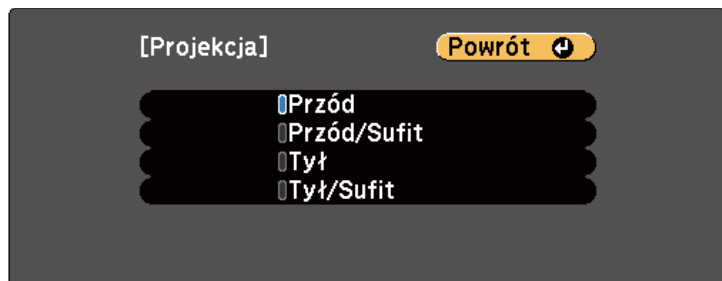 [Projekcja] Powrót
Przód
Przód/Sufit
Tył
Tył/Sufit